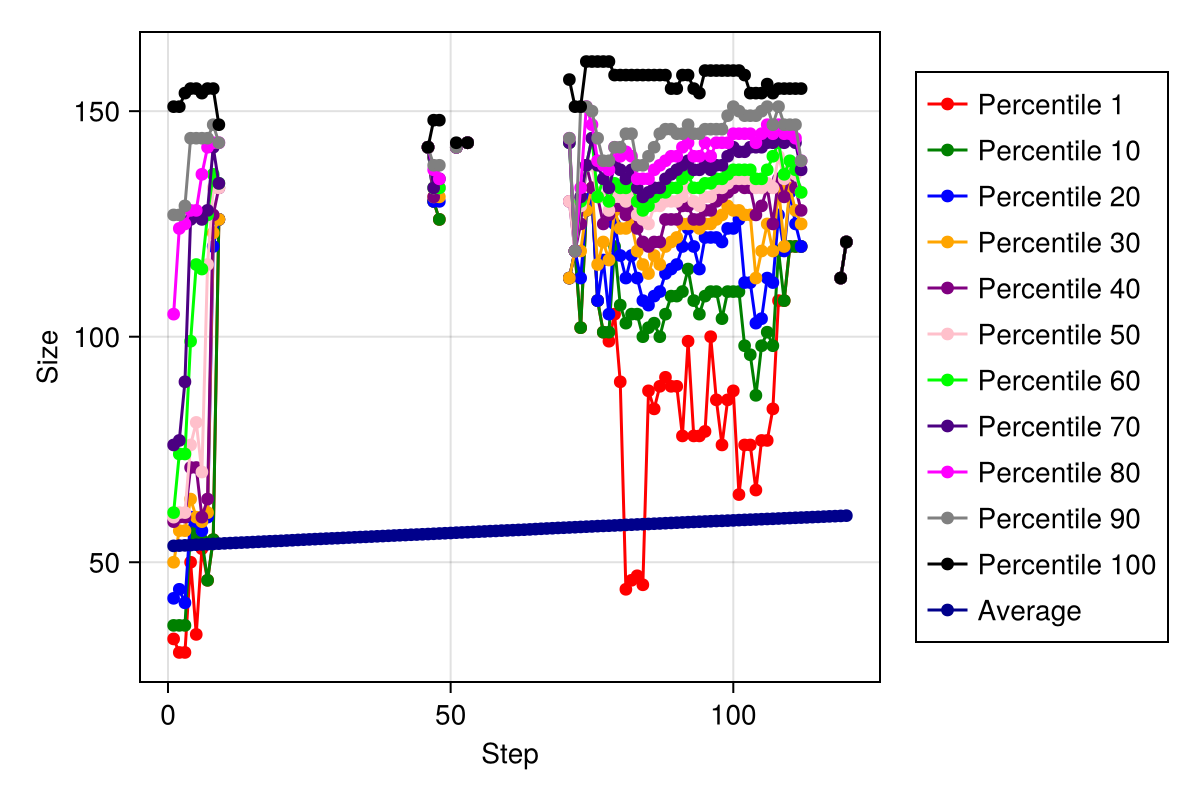 150
100
50
0
50
100
Size
Step
Percentile 1
Percentile 10
Percentile 20
Percentile 30
Percentile 40
Percentile 50
Percentile 60
Percentile 70
Percentile 80
Percentile 90
Percentile 100
Average